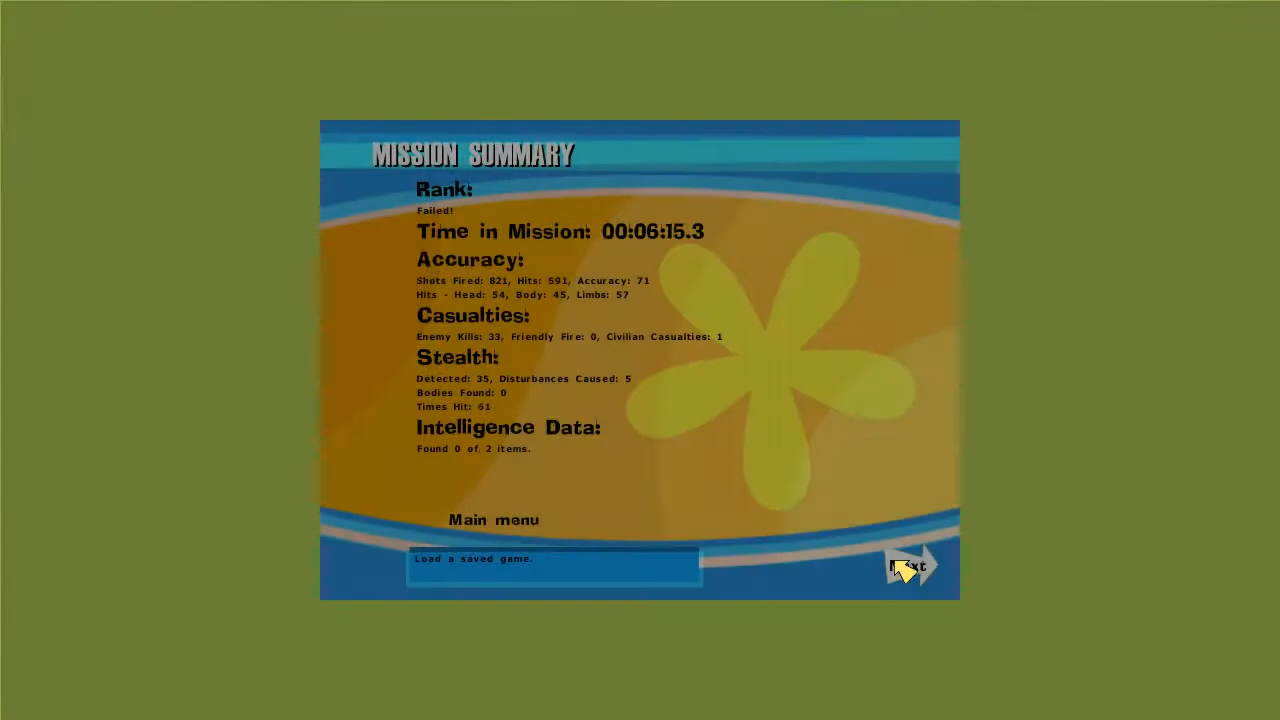 MISSION SUMMARY
Rank:
Failed!
Time in Mission: 00:06:15.3
Accuracy:
Shots Fired: 821, Hits: 591, Accuracy: 71
Hits - Head: 54, Body: 45, Limbs: 57
Casualties:
Enemy Kills: 33, Friendly Fire: 0, Civilian Casualties: 1
Stealth:
Detected: 35, Disturbances Caused: 5
Bodies Found: 0
Times Hit: 61
Intelligence Data:
Found 0 of 2 items.
Main menu
Load a saved game.
Next